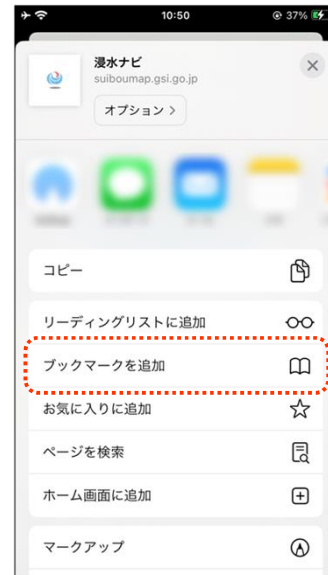 10:50
37%
浸水ナビ
suiboumap.gsi.go.jp
オプション
コピー
リーディングリストに追加
ブックマークを追加
お気に入りに追加
ページを検索
ホーム画面に追加
マークアップ